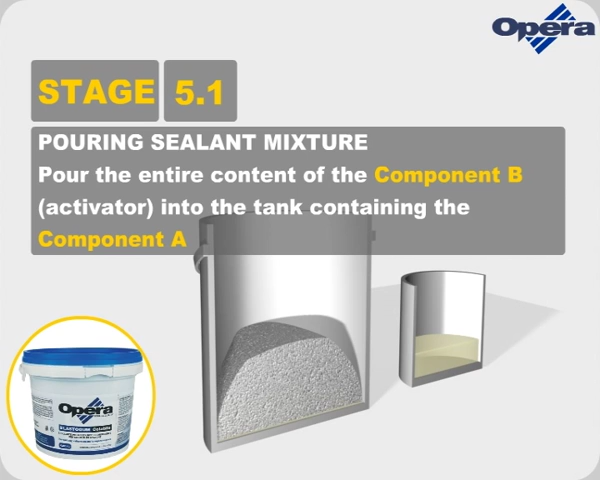 Opera
STAGE 5.1
POURING SEALANT MIXTURE
Pour the entire content of the Component B
(activator) into the tank containing the
Component A
Opera